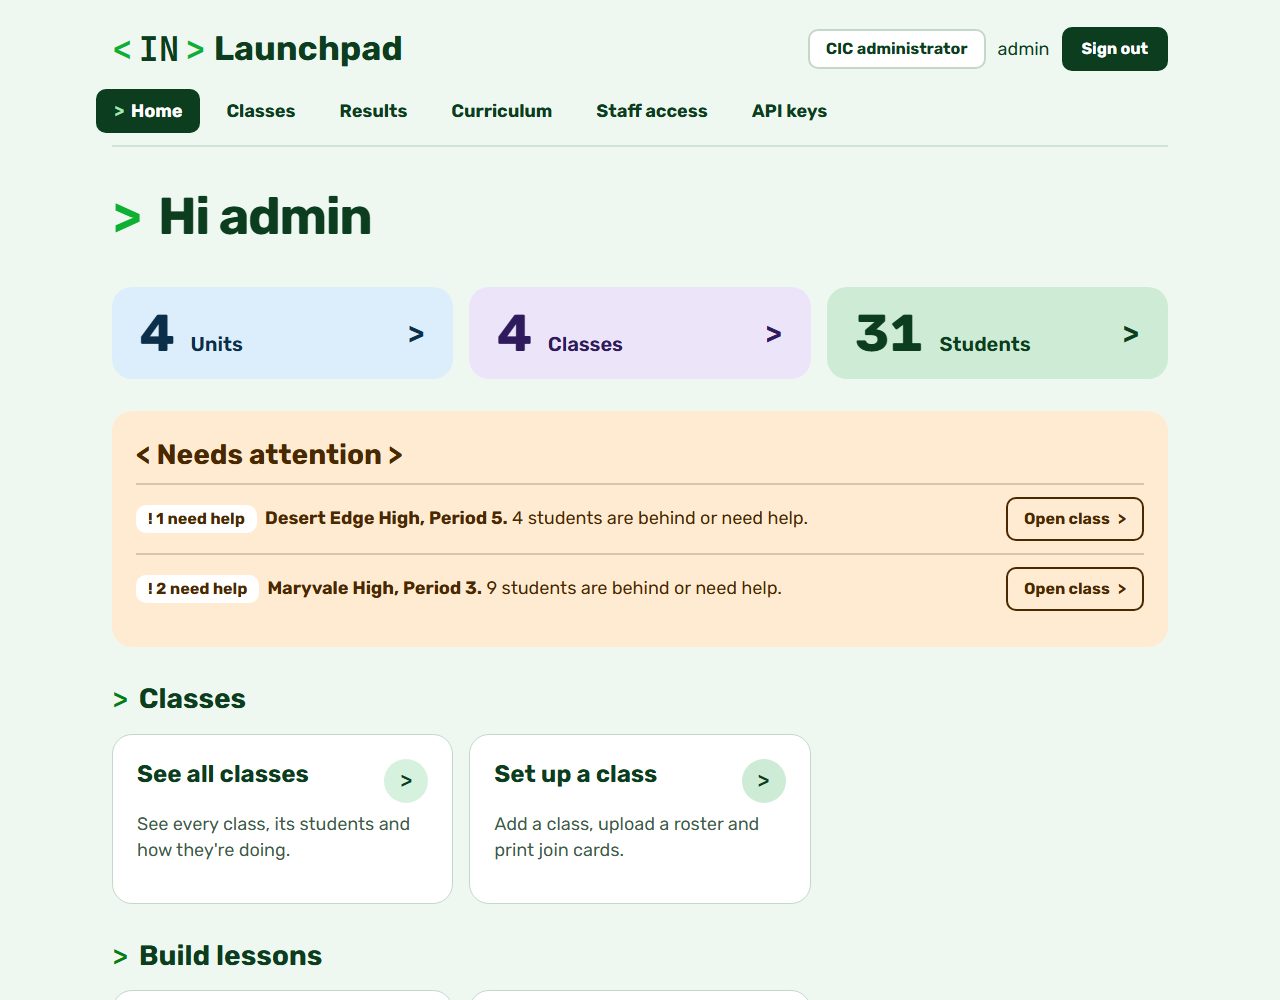 < IN > Launchpad
CIC administrator admin Sign out
> Home Classes Results Curriculum Staff access API keys
> Hi admin
4 Units >
4 Classes >
31 Students >
< Needs attention >
! 1 need help Desert Edge High, Period 5. 4 students are behind or need help. Open class >
! 2 need help Maryvale High, Period 3. 9 students are behind or need help. Open class >
> Classes
See all classes >
See every class, its students and
how they're doing.
Set up a class >
Add a class, upload a roster and
print join cards.
> Build lessons